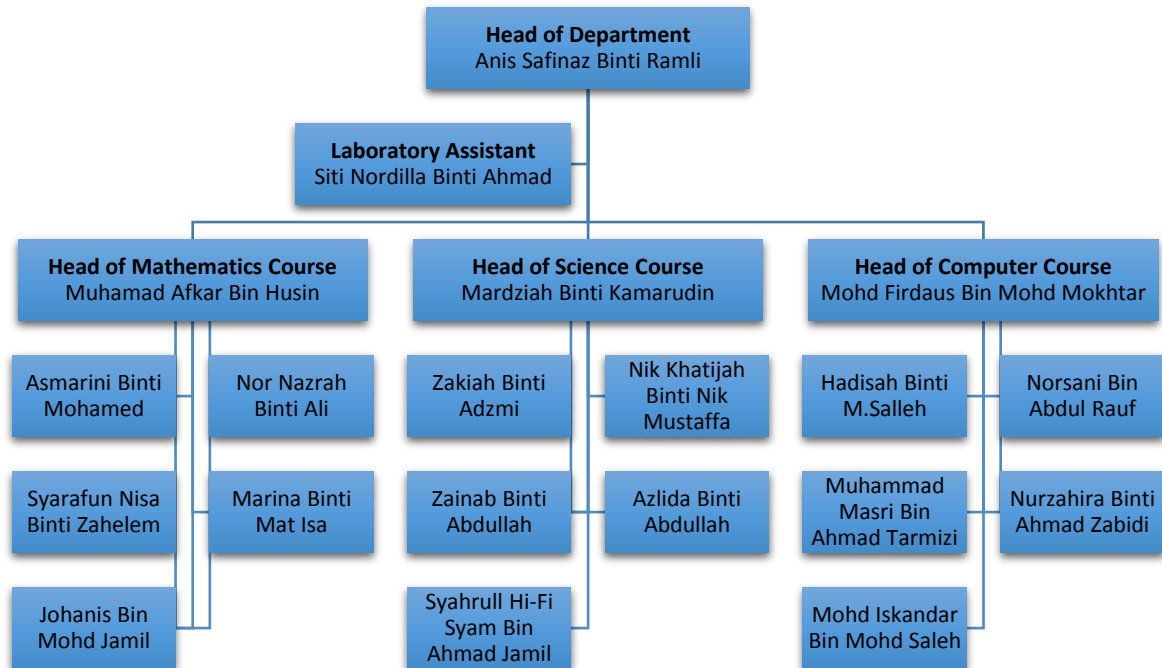 Head of Department
Anis Safinaz Binti Ramli
Laboratory Assistant
Siti Nordilla Binti Ahmad
Head of Mathematics Course
Muhamad Afkar Bin Husin
Head of Science Course
Mardziah Binti Kamarudin
Head of Computer Course
Mohd Firdaus Bin Mohd Mokhtar
Asmarini Binti
Mohamed
Nor Nazrah
Binti Ali
Zakiah Binti
Adzmi
Nik Khatijah
Binti Nik
Mustaffa
Hadisah Binti
M.Salleh
Norsani Bin
Abdul Rauf
Syarafun Nisa
Binti Zahelem
Marina Binti
Mat Isa
Zainab Binti
Abdullah
Azlida Binti
Abdullah
Muhammad
Masri Bin
Ahmad Tarmizi
Nurzahira Binti
Ahmad Zabidi
Johanis Bin
Mohd Jamil
Syahrull Hi-Fi
Syam Bin
Ahmad Jamil
Mohd Iskandar
Bin Mohd Saleh